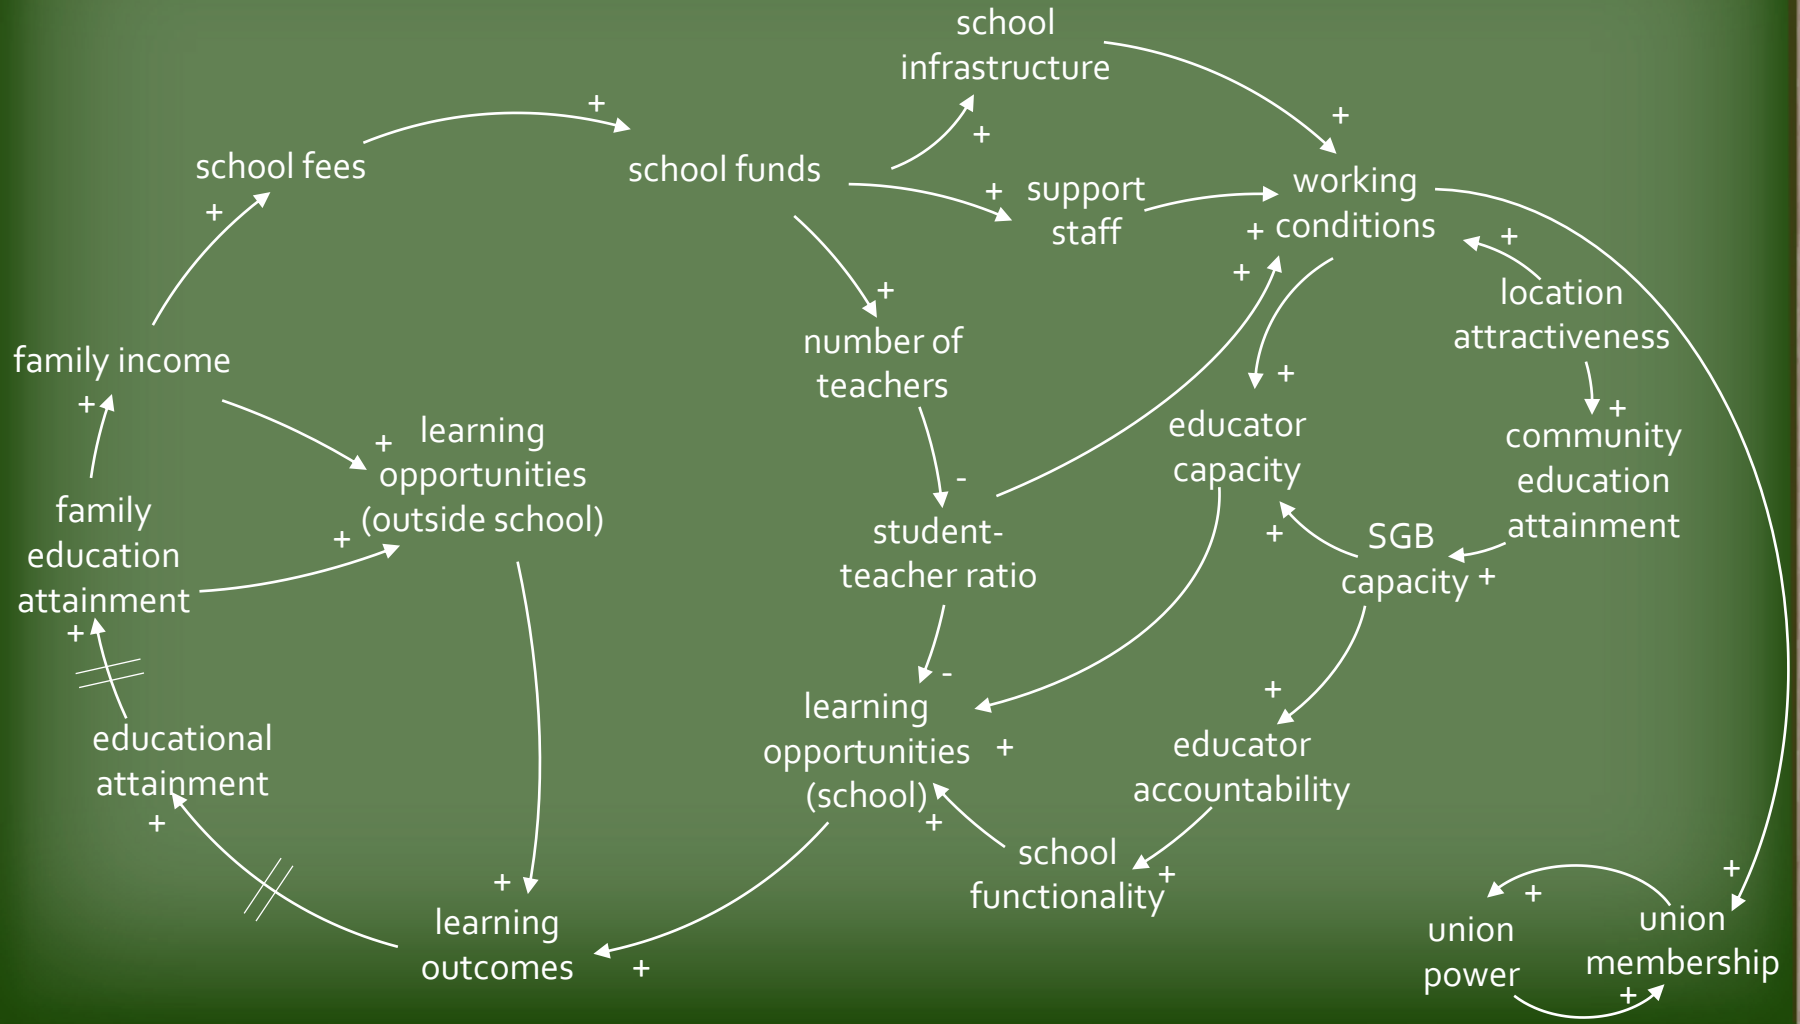 school
infrastructure
+
+
+
school fees
school funds
+
+
+
support
staff
working
conditions
+
+
+
+
location
attractiveness
number of
teachers
family income
+
+
+
+
learning
opportunities
(outside school)
educator
capacity
community
education
attainment
-
family
education
attainment
+
+
student-
teacher ratio
+
SGB
capacity
+
+
-
+
learning
opportunities
(school)
+
+
educational
attainment
+
educator
accountability
school
functionality
+
+
learning
outcomes
+
+
+
union
power
union
membership
+